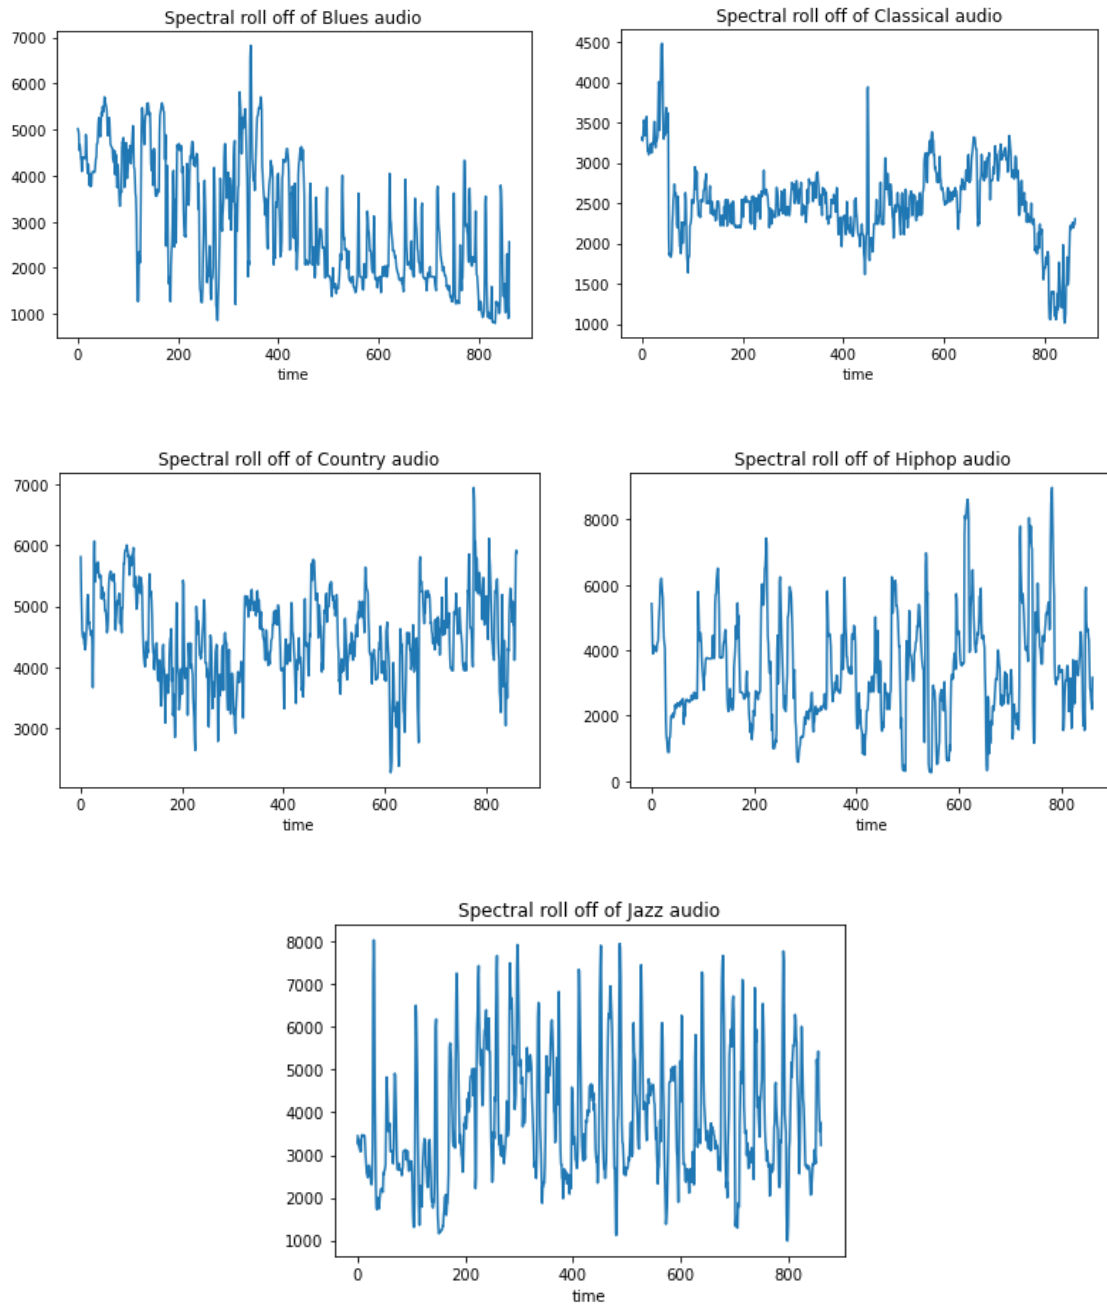 Spectral roll off of Blues audio
7000
6000
5000
4000
3000
2000
1000
0 200 400 600 800
time
Spectral roll off of Classical audio
4500
4000
3500
3000
2500
2000
1500
1000
0 200 400 600 800
time
Spectral roll off of Country audio
7000
6000
5000
4000
3000
0 200 400 600 800
time
Spectral roll off of Hiphop audio
8000
6000
4000
2000
0
0 200 400 600 800
time
Spectral roll off of Jazz audio
8000
7000
6000
5000
4000
3000
2000
1000
0 200 400 600 800
time